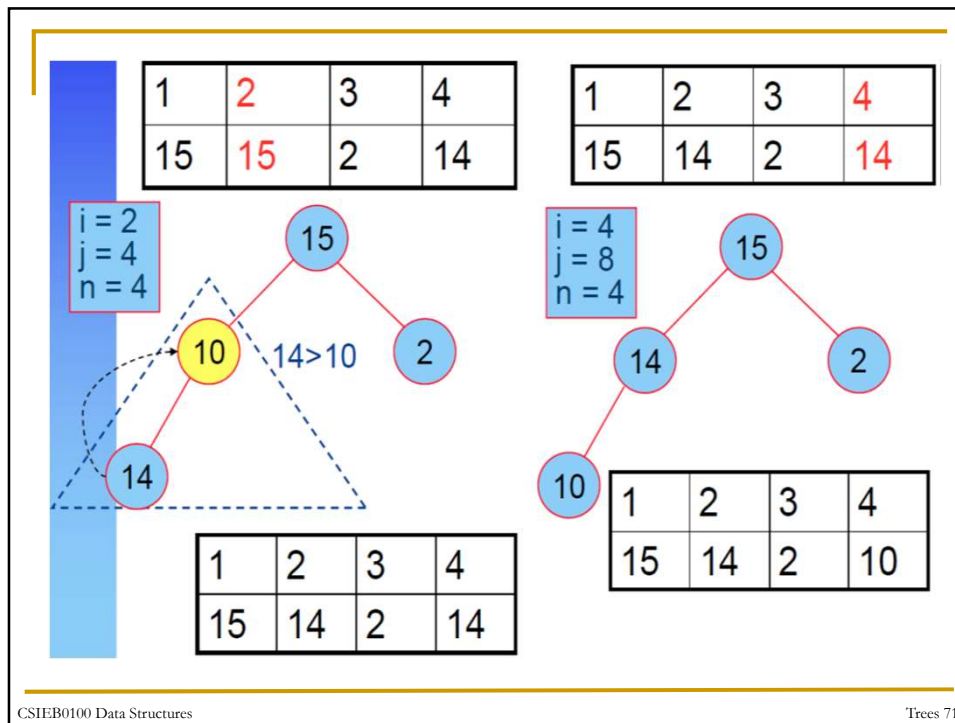 1 2 3 4
15 15 2 14
i = 2
j = 4
n = 4
15
10
14>10
2
14
1 2 3 4
15 14 2 14
1 2 3 4
15 14 2 14
i = 4
j = 8
n = 4
15
14
2
10
1 2 3 4
15 14 2 10
CSIEB0100 Data Structures
Trees 71